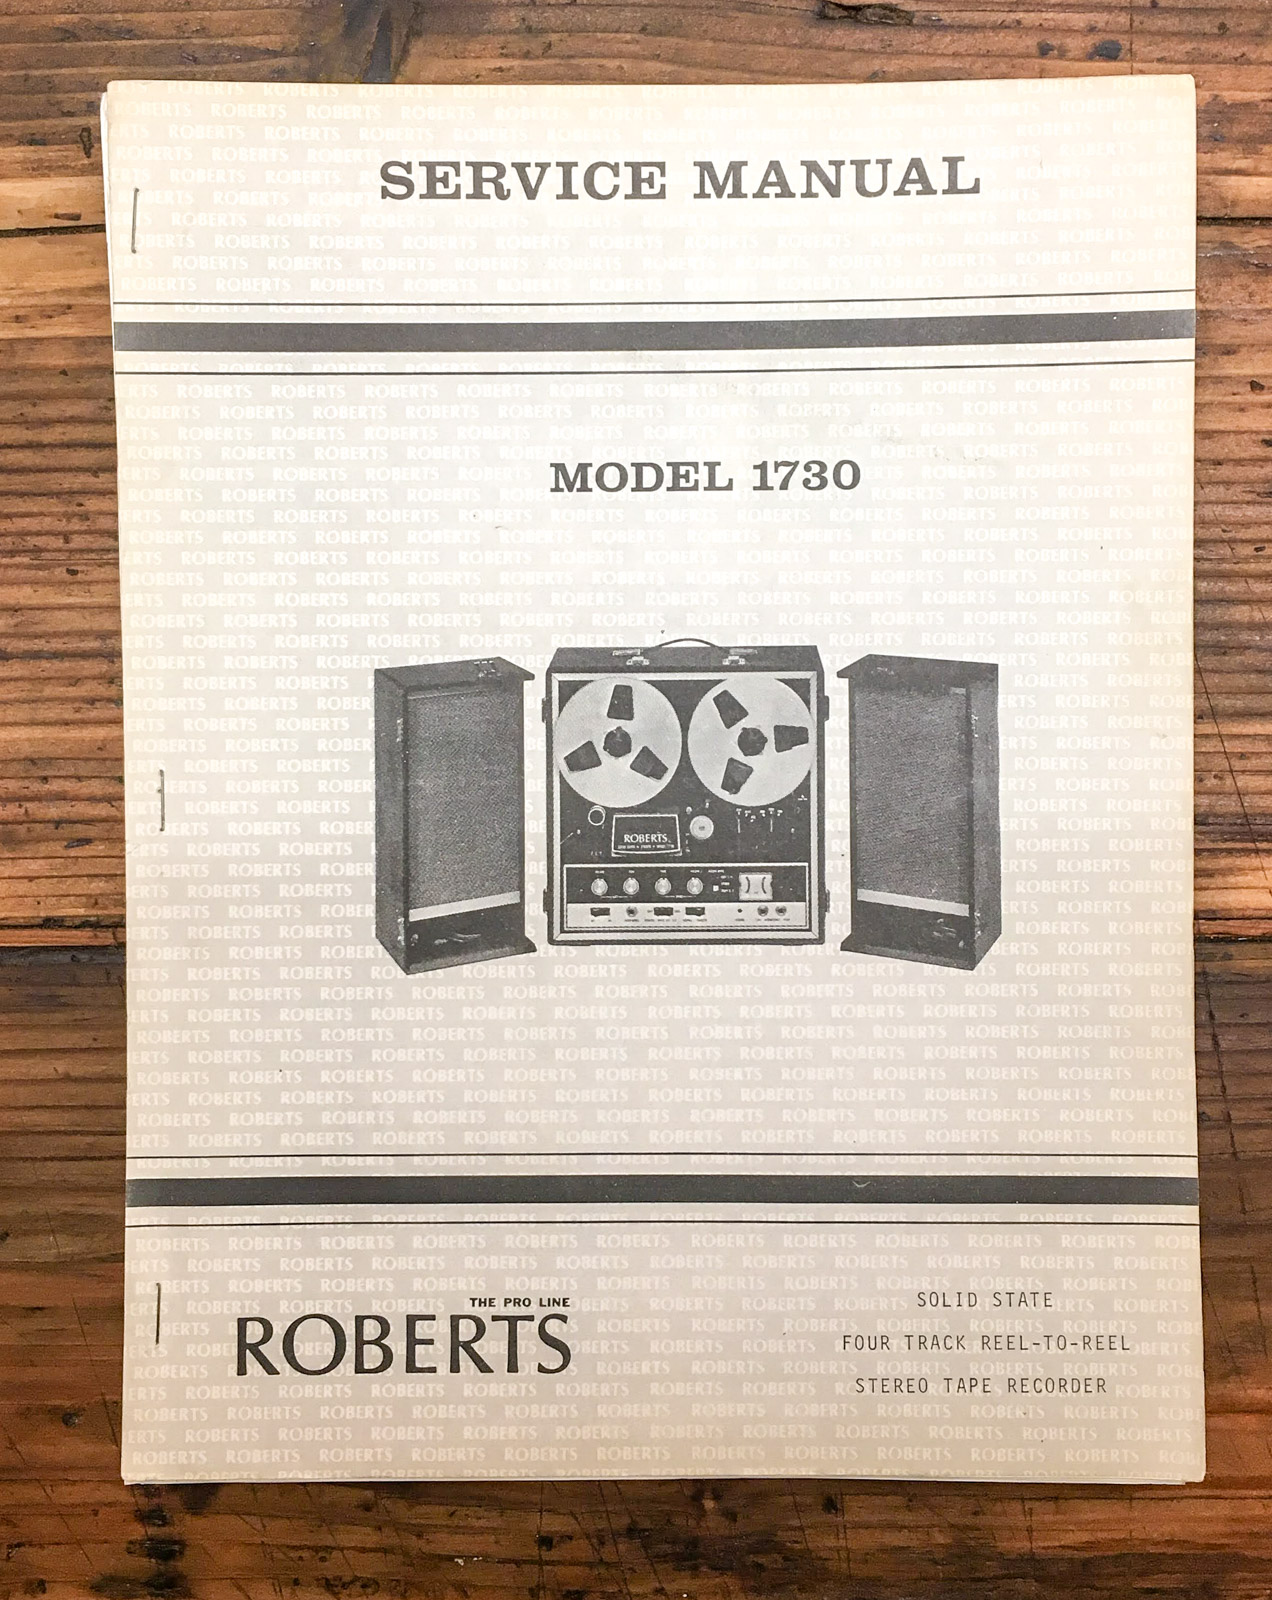 SERVICE MANUAL
MODEL 1730
ROBERTS
THE PRO LINE
ROBERTS
SOLID STATE
FOUR TRACK REEL-TO-REEL
STEREO TAPE RECORDER